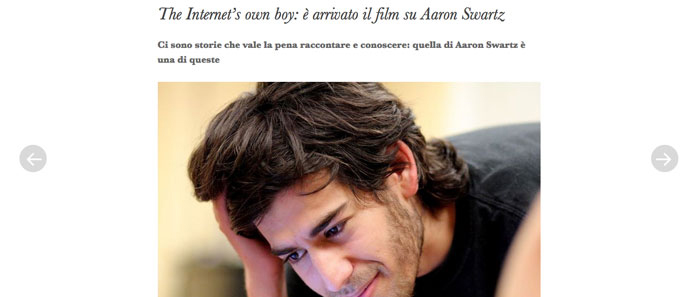 The Internet's own boy: è arrivato il film su Aaron Swartz
Ci sono storie che vale la pena raccontare e conoscere: quella di Aaron Swartz è
una di queste